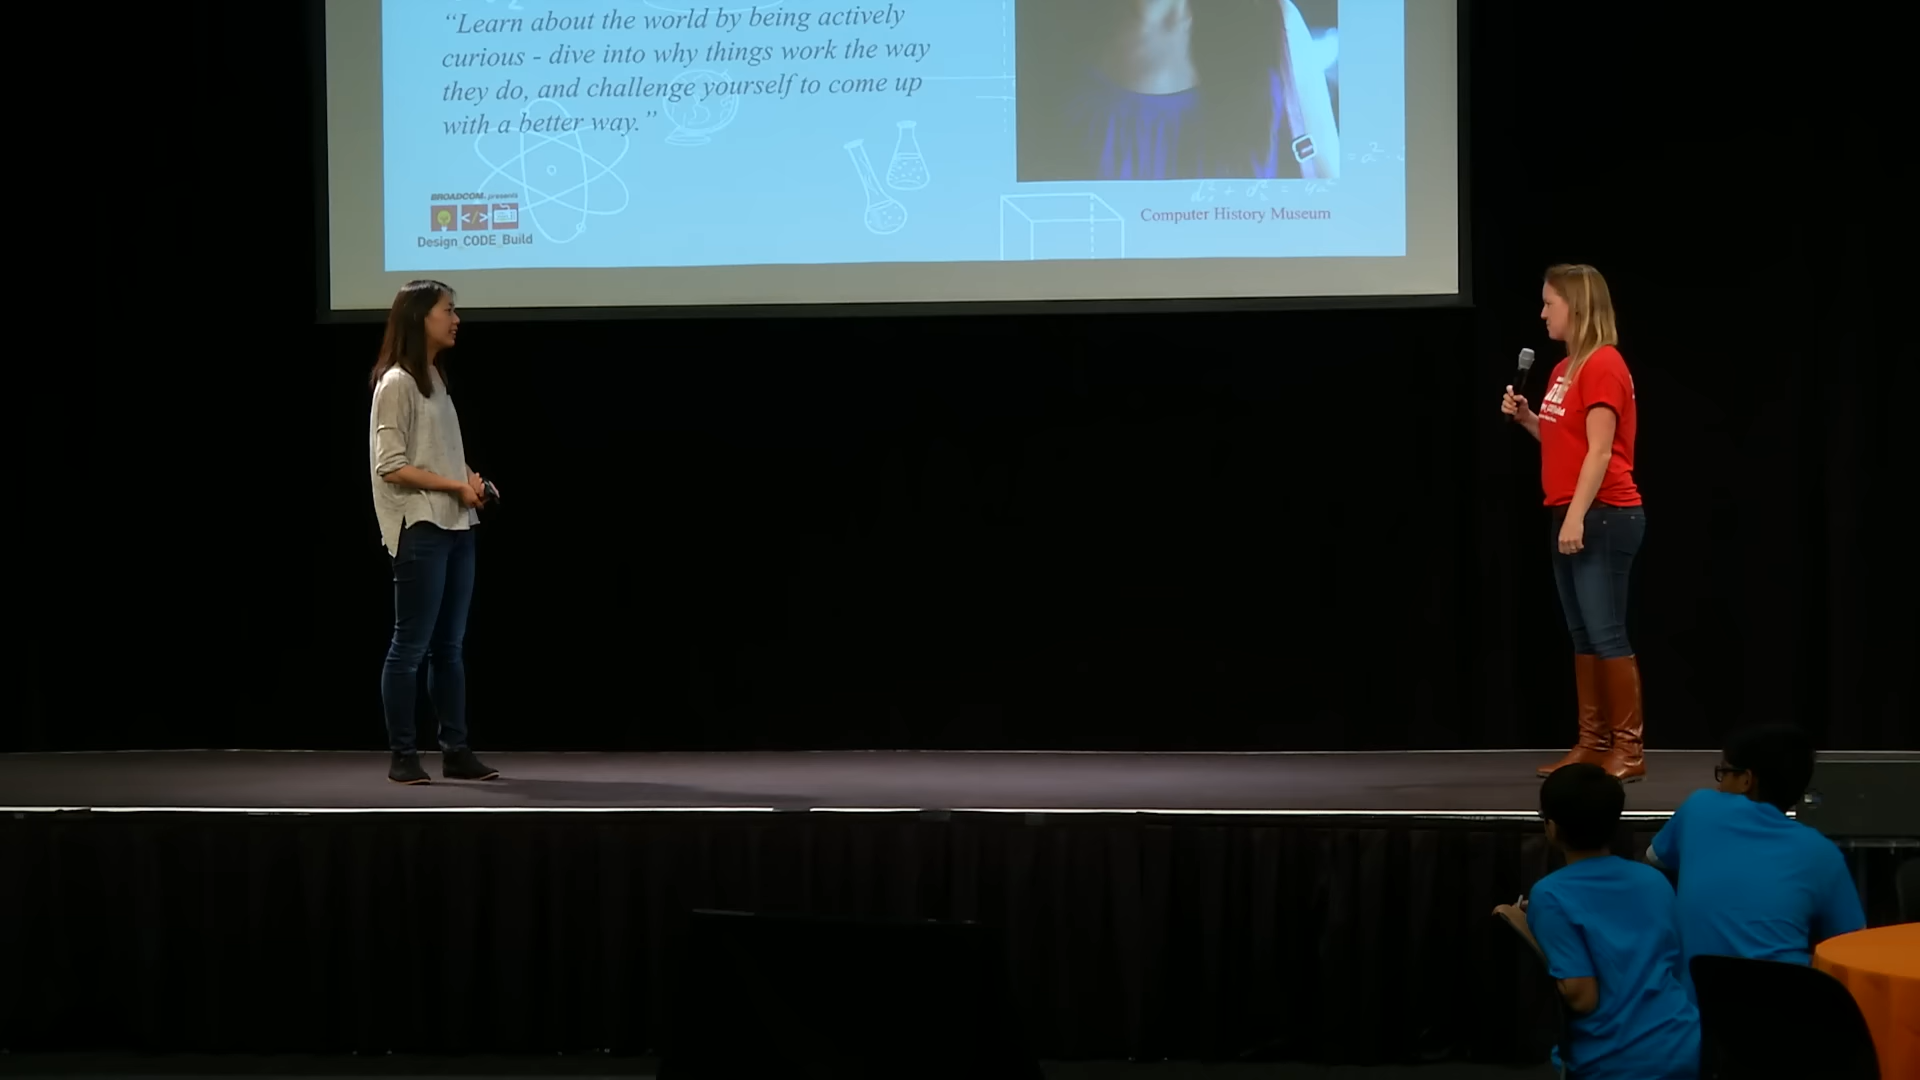 “Learn about the world by being actively
curious - dive into why things work the way
they do, and challenge yourself to come up
with a better way.”
BROADCOM presents
</>
Design_CODE_Build
Computer History Museum